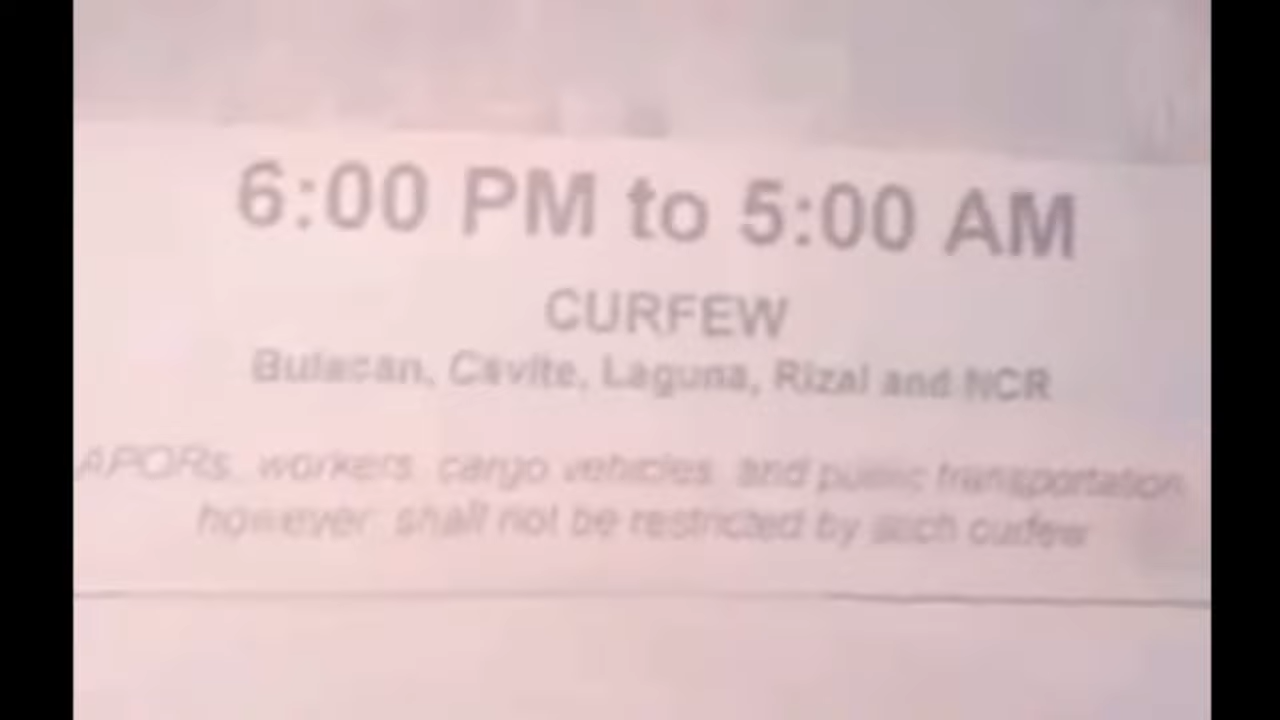 6:00 PM to 5:00 AM
CURFEW
Bulacan, Cavite, Laguna, Rizal and NCR
APORs, workers, cargo vehicles, and public transportation,
however, shall not be restricted by such curfew